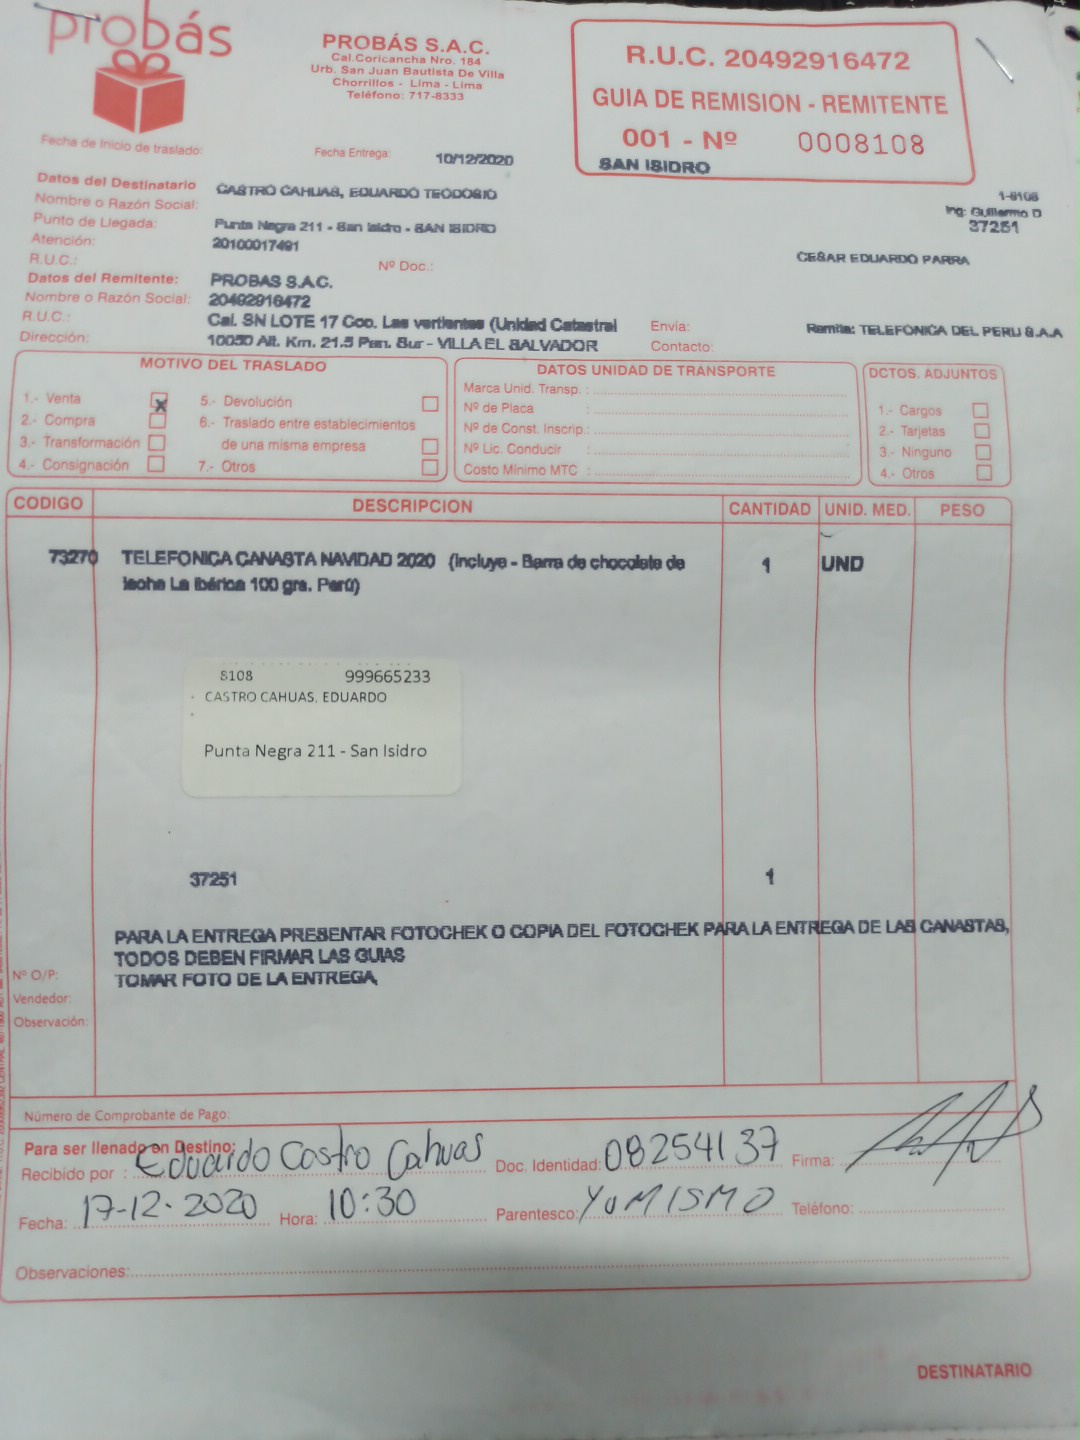 probás
PROBÁS S.A.C.
Cal.Coricancha Nro. 184
Urb. San Juan Bautista De Villa
Chorrillos - Lima - Lima
Teléfono: 717-8333
R.U.C. 20492916472
GUIA DE REMISION - REMITENTE
001 - Nº 0008108
SAN ISIDRO
Fecha de Inicio de traslado:
Fecha Entrega: 10/12/2020
1-8108
Ing: Guillermo D
37251
Datos del Destinatario
Nombre o Razón Social: CASTRO CAHUAS, EDUARDO TEODOSIO
Punto de Llegada: Punta Negra 211 - San Isidro - SAN ISIDRO
Atención: 20100017491
R.U.C.:
Nº Doc.:
CESAR EDUARDO PARRA
Datos del Remitente: PROBAS S.A.C.
Nombre o Razón Social: 20492916472
R.U.C.: Cal. SN LOTE 17 Coo. Las vertientes (Unidad Catastral
Dirección: 10050 Alt. Km. 21.5 Pan. Sur - VILLA EL SALVADOR
Envia: Remite: TELEFONICA DEL PERU S.A.A
Contacto:
MOTIVO DEL TRASLADO
1.- Venta X
2.- Compra
3.- Transformación
4.- Consignación
5.- Devolución
6.- Traslado entre establecimientos
de una misma empresa
7.- Otros
DATOS UNIDAD DE TRANSPORTE
Marca Unid. Transp. :
Nº de Placa :
Nº de Const. Inscrip.:
Nº Lic. Conducir :
Costo Mínimo MTC :
DCTOS. ADJUNTOS
1.- Cargos
2.- Tarjetas
3.- Ninguno
4.- Otros
CODIGO DESCRIPCION CANTIDAD UNID. MED. PESO
73270 TELEFONICA CANASTA NAVIDAD 2020 (incluye - Barra de chocolate de 1 UND
leche La Ibérica 100 grs. Perú)
8108 999665233
CASTRO CAHUAS, EDUARDO
Punta Negra 211 - San Isidro
37251 1
PARA LA ENTREGA PRESENTAR FOTOCHEK O COPIA DEL FOTOCHEK PARA LA ENTREGA DE LAS CANASTAS,
TODOS DEBEN FIRMAR LAS GUIAS
TOMAR FOTO DE LA ENTREGA
Nº O/P:
Vendedor:
Observación:
Número de Comprobante de Pago:
Para ser llenado en Destino:
Recibido por : Eduardo Castro Cahuas Doc. Identidad: 08254137 Firma:
Fecha: 17-12-2020 Hora: 10:30 Parentesco: YO MISMO Teléfono:
Observaciones:
DESTINATARIO